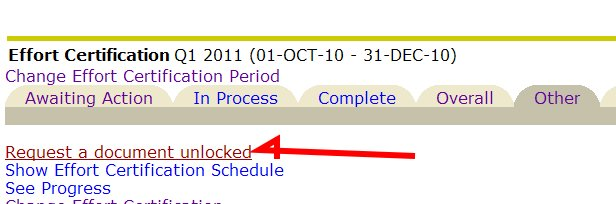 Effort Certification Q1 2011 (01-OCT-10 - 31-DEC-10)
Change Effort Certification Period
Awaiting Action In Process Complete Overall Other
Request a document unlocked
Show Effort Certification Schedule
See Progress
Change Effort Certification